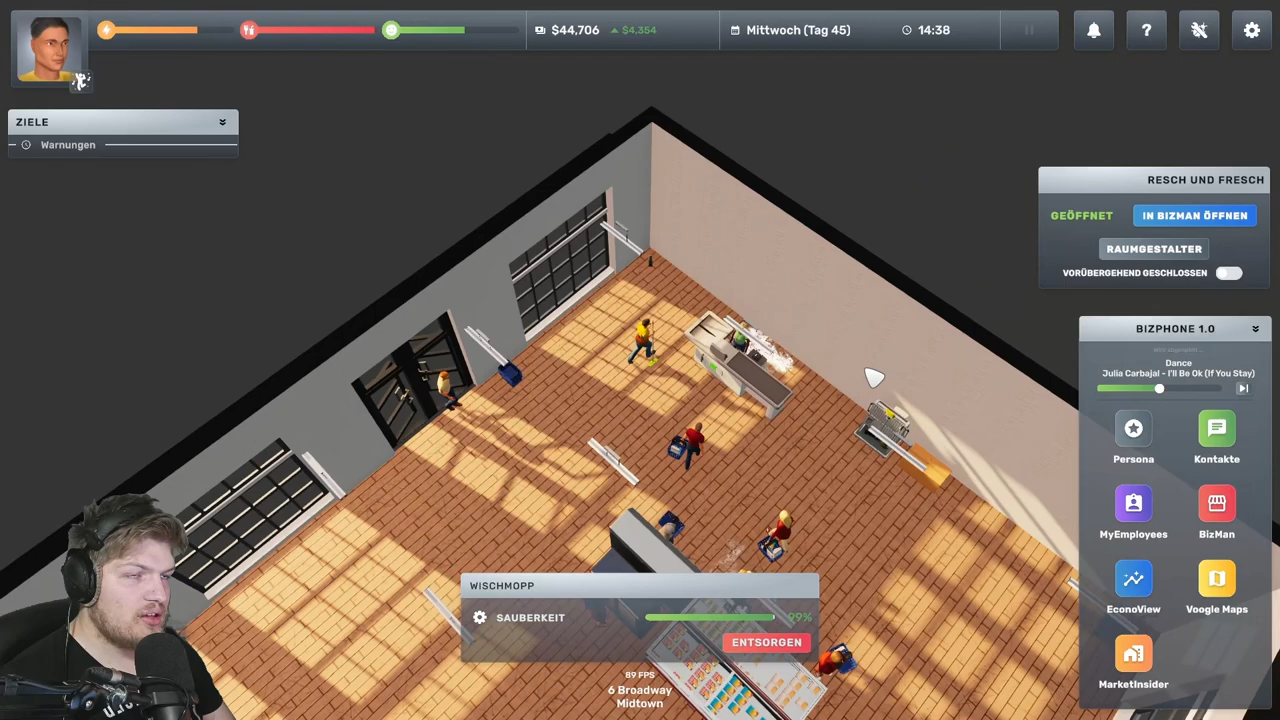 $44,706
$4,354
Mittwoch (Tag 45)
14:38
?
ZIELE
Warnungen
RESCH UND FRESCH
GEÖFFNET
IN BIZMAN ÖFFNEN
RAUMGESTALTER
VORÜBERGEHEND GESCHLOSSEN
BIZPHONE 1.0
Dance
Julia Carbajal - I'll Be Ok (If You Stay)
Persona
Kontakte
MyEmployees
BizMan
EconoView
Voogle Maps
MarketInsider
WISCHMOPP
SAUBERKEIT
99%
ENTSORGEN
89 FPS
6 Broadway
Midtown